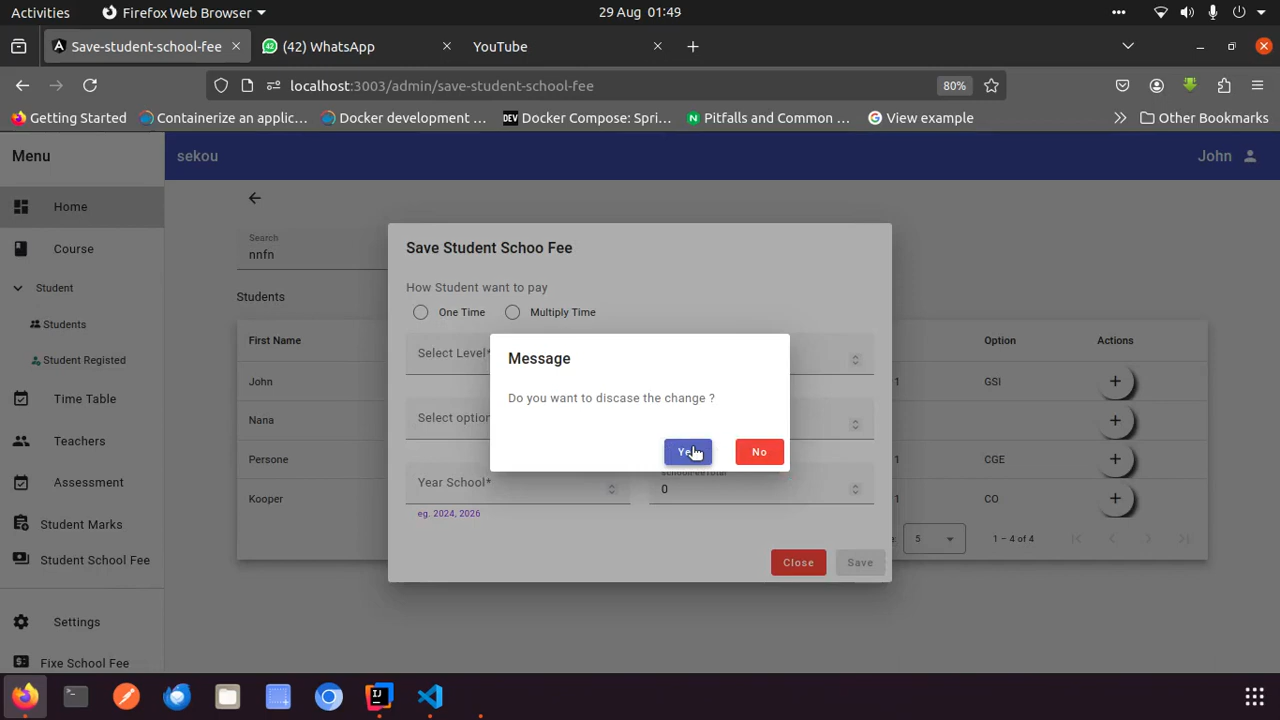 Activities
Firefox Web Browser
29 Aug 01:49
Save-student-school-fee
(42) WhatsApp
YouTube
localhost:3003/admin/save-student-school-fee
80%
Getting Started
Containerize an applic...
Docker development ...
DEV
Docker Compose: Spri...
Pitfalls and Common ...
View example
Other Bookmarks
Menu
sekou
John
Home
Course
Student
Students
Student Registed
Time Table
Teachers
Assessment
Student Marks
Student School Fee
Settings
Fixe School Fee
Search
nnfn
Students
First Name
Option
Actions
John
1
GSI
Nana
Persone
1
CGE
Kooper
1
CO
5
1 – 4 of 4
Save Student Schoo Fee
How Student want to pay
One Time
Multiply Time
Select Level*
Select option
Year School*
eg. 2024, 2026
schoolFeeTotal
0
Close
Save
Message
Do you want to discase the change ?
No